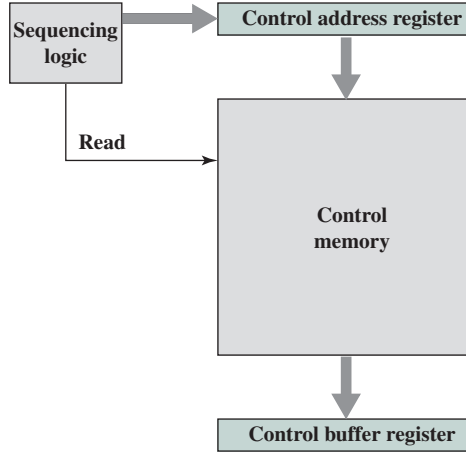 Sequencing
logic
Control address register
Read
Control
memory
Control buffer register